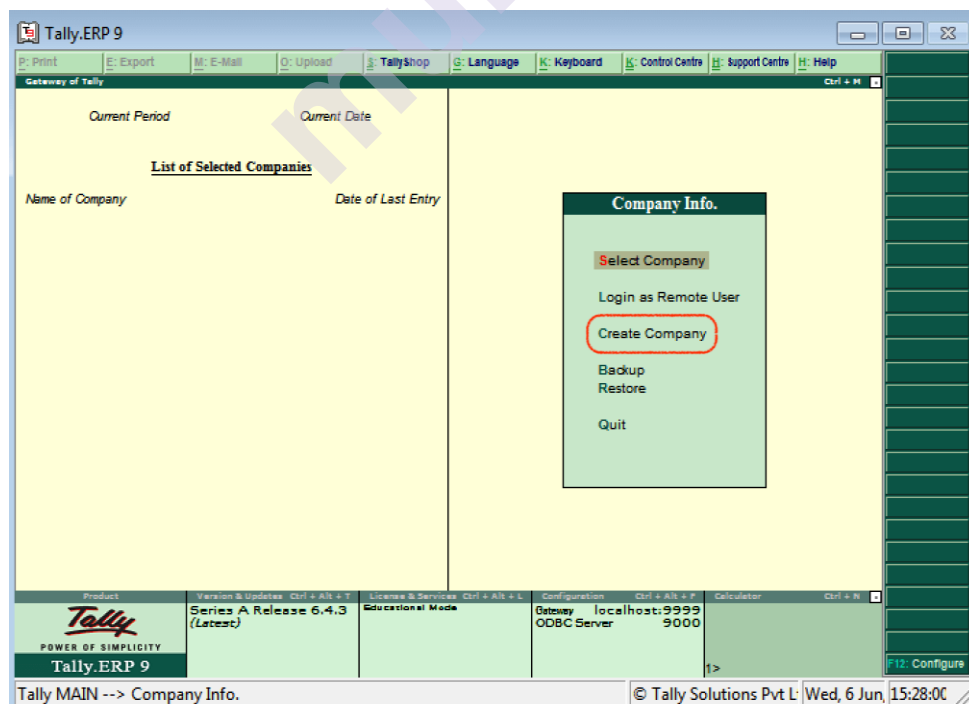 Tally.ERP 9
P: Print E: Export M: E-Mail O: Upload S: TallyShop G: Language K: Keyboard K: Control Centre H: Support Centre H: Help
Gateway of Tally Ctrl + M
Current Period Current Date
List of Selected Companies
Name of Company Date of Last Entry
Company Info.
Select Company
Login as Remote User
Create Company
Backup
Restore
Quit
Product Version & Updates Ctrl + Alt + T License & Services Ctrl + Alt + L Configuration Ctrl + Alt + F Calculator Ctrl + N
Tally
POWER OF SIMPLICITY
Tally.ERP 9
Series A Release 6.4.3
(Latest)
Educational Mode
Gateway localhost:9999
ODBC Server 9000
1>
F12: Configure
Tally MAIN --> Company Info. © Tally Solutions Pvt L Wed, 6 Jun, 15:28:00